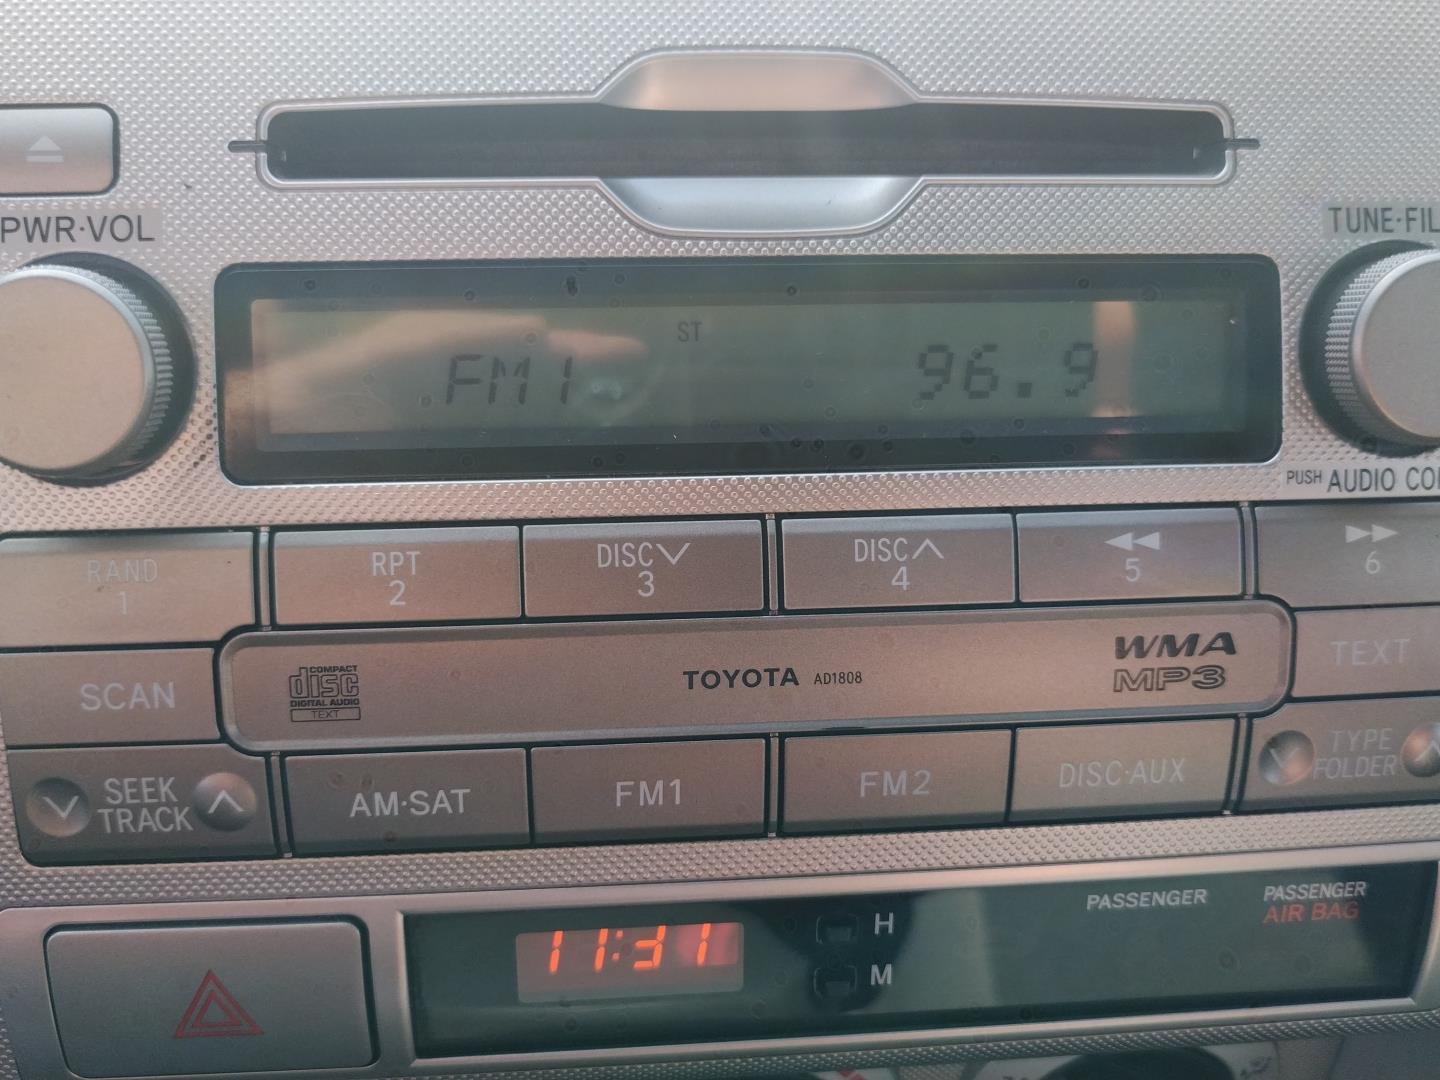 PWR·VOL
TUNE·FIL
ST
FM1
96.9
PUSH AUDIO CO
RAND
1
RPT
2
DISC
3
DISC
4
5
6
SCAN
COMPACT
disc
DIGITAL AUDIO
TEXT
TOYOTA AD1808
WMA
MP3
TEXT
SEEK
TRACK
AM·SAT
FM1
FM2
DISC·AUX
TYPE
FOLDER
11:31
H
M
PASSENGER
PASSENGER
AIR BAG